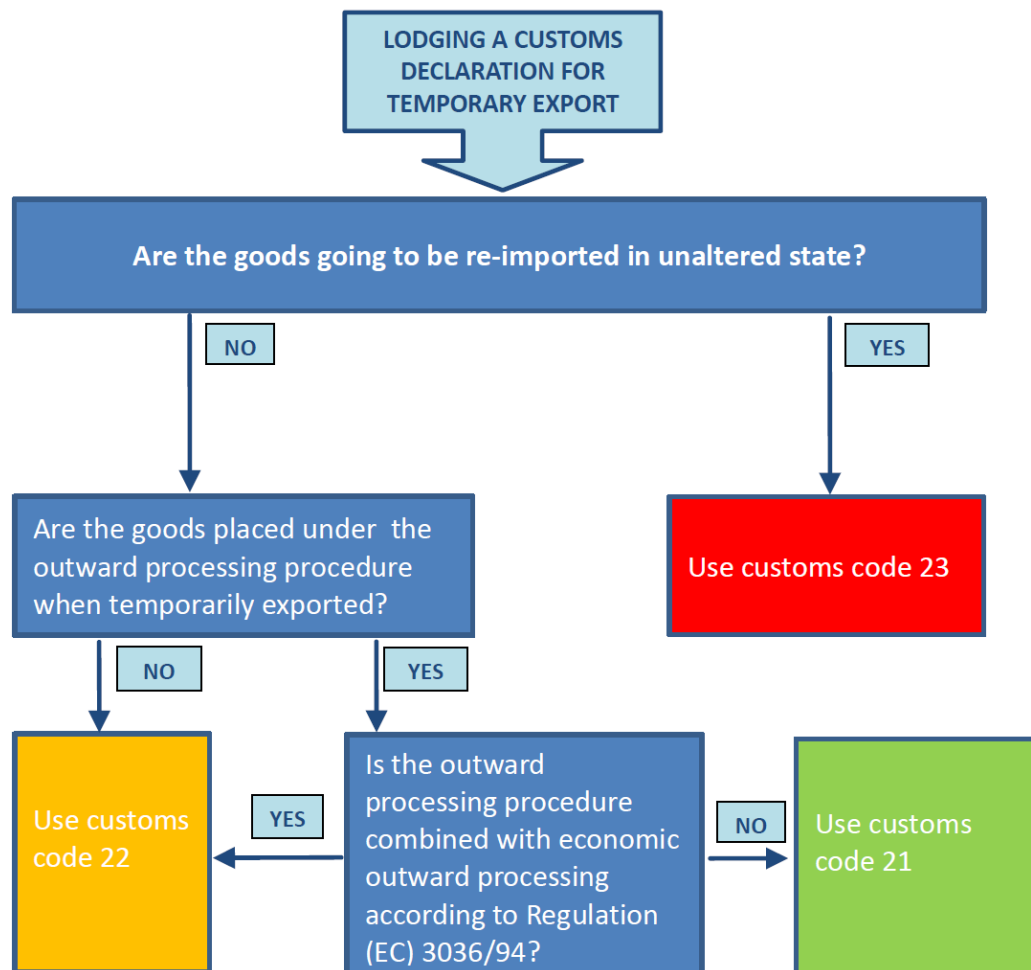 LODGING A CUSTOMS
DECLARATION FOR
TEMPORARY EXPORT
Are the goods going to be re-imported in unaltered state?
NO
YES
Are the goods placed under the
outward processing procedure
when temporarily exported?
Use customs code 23
NO
YES
Use customs
code 22
YES
Is the outward
processing procedure
combined with economic
outward processing
according to Regulation
(EC) 3036/94?
NO
Use customs
code 21